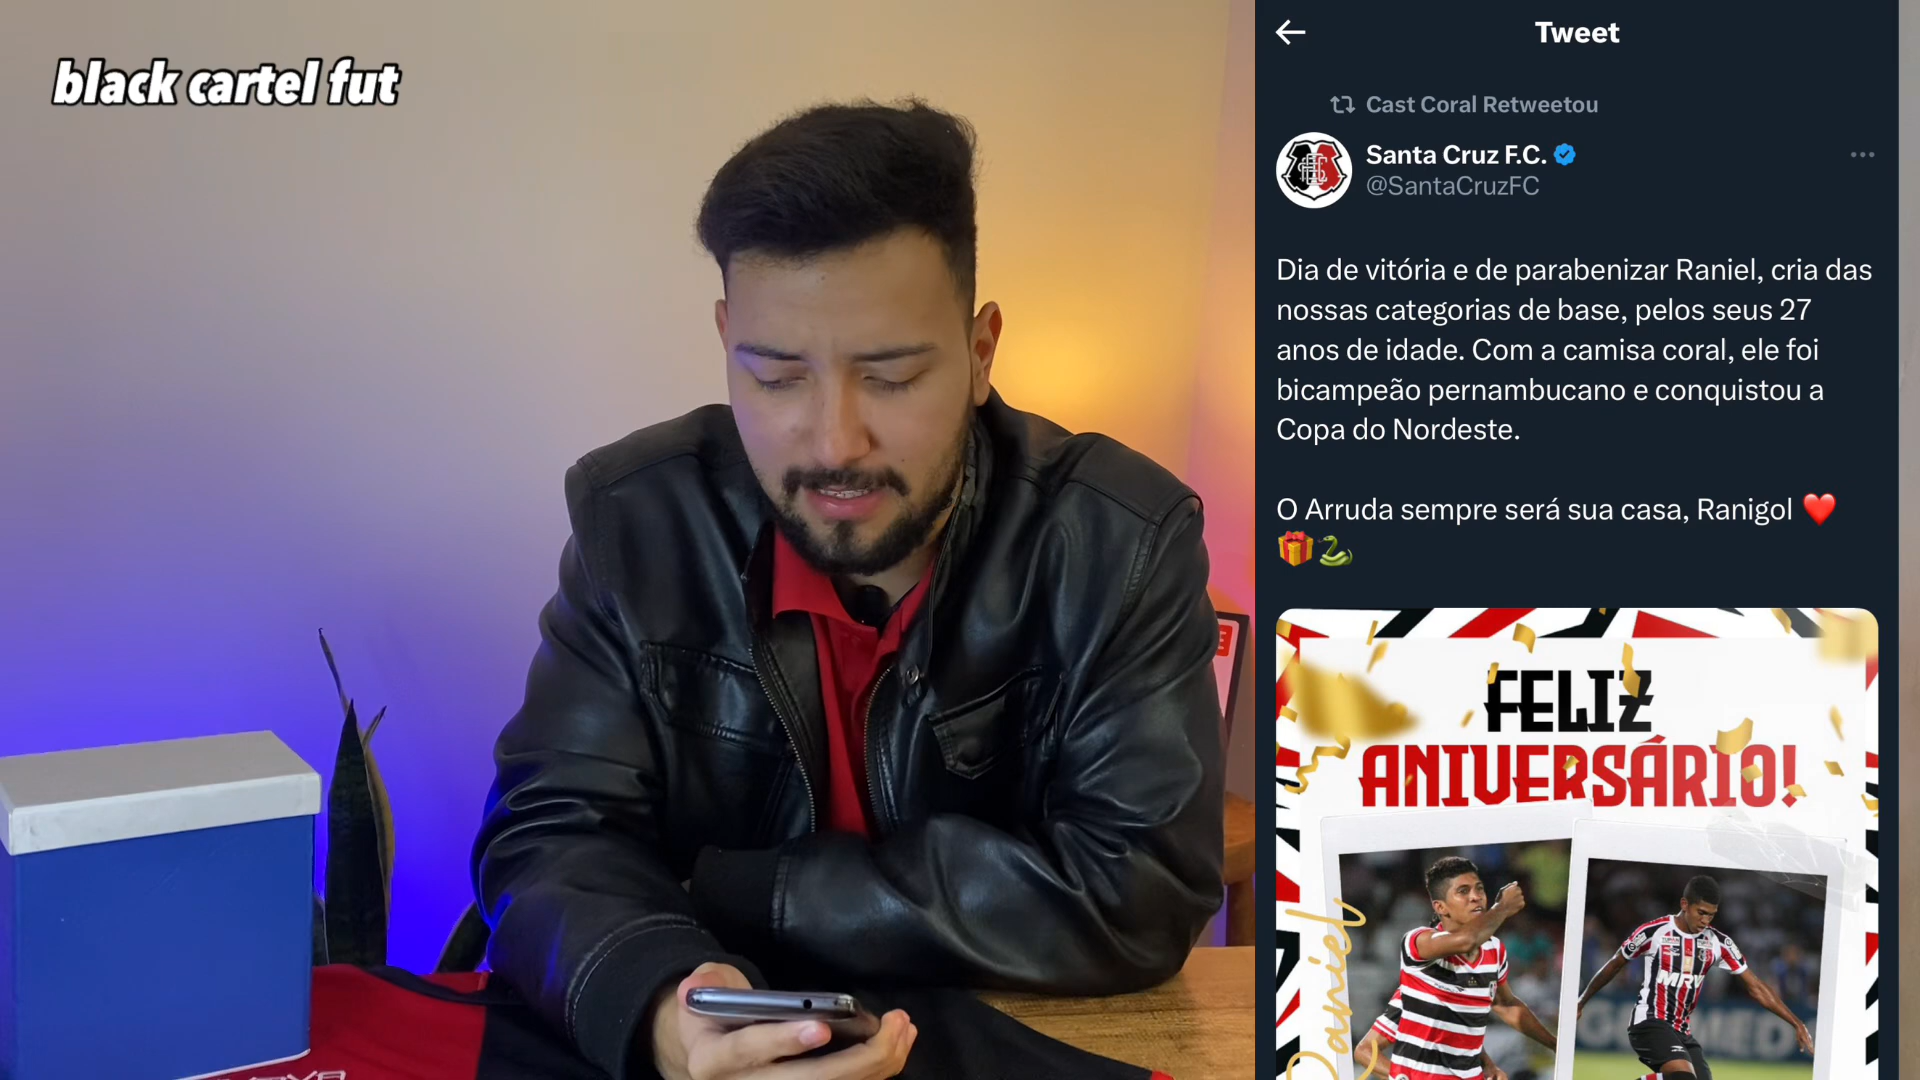 black cartel fut
Tweet
Cast Coral Retweetou
Santa Cruz F.C.
@SantaCruzFC
Dia de vitória e de parabenizar Raniel, cria das
nossas categorias de base, pelos seus 27
anos de idade. Com a camisa coral, ele foi
bicampeão pernambucano e conquistou a
Copa do Nordeste.
O Arruda sempre será sua casa, Ranigol ❤️
🎁🐍
FELIZ
ANIVERSÁRIO!
Raniel
MRV